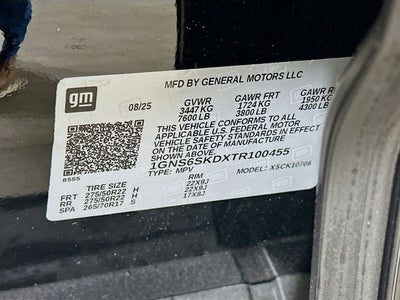 gm
MFD BY GENERAL MOTORS LLC
08/25
GVWR GAWR FRT GAWR R
3447 KG 1724 KG 1950 KG
7600 LB 3800 LB 4300 LB
THIS VEHICLE CONFORMS TO ALL
APPLICABLE U.S. FEDERAL MOTOR
VEHICLE SAFETY STANDARDS IN EFFECT
ON THE DATE OF MANUFACTURE
1GNS6SKDXTR100455
TYPE: MPV MODEL: X5CK10706
8555
TIRE SIZE RIM
FRT 275/50R22 H 22X9J
RR 275/50R22 H 22X9J
SPA 265/70R17 S 17X8J